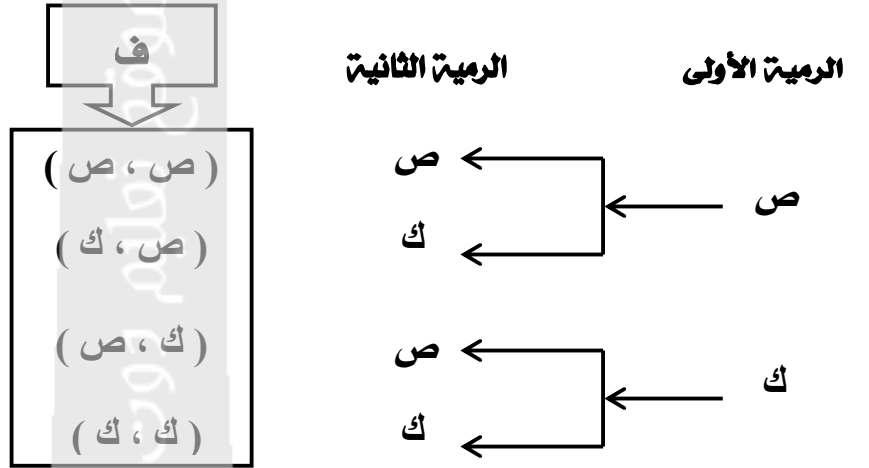 الرمية الأولى الرمية الثانية ف
ص ص ( ص ، ص )
ك ( ص ، ك )
ك ص ( ك ، ص )
ك ( ك ، ك )